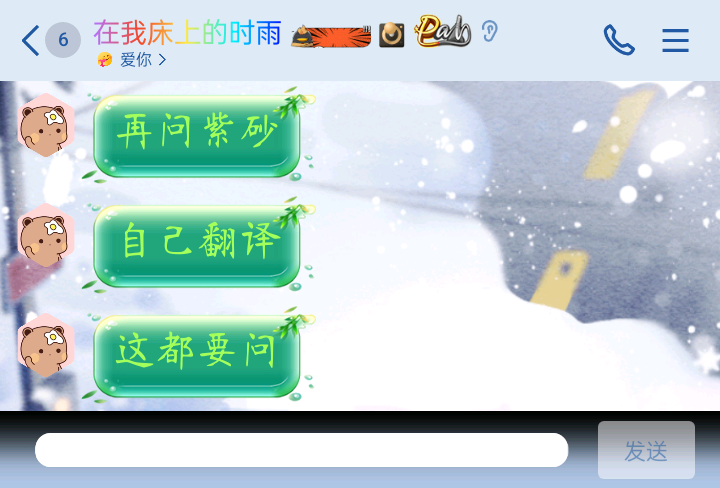 6
在我床上的时雨
爱你
再问紫砂
自己翻译
这都要问
发送